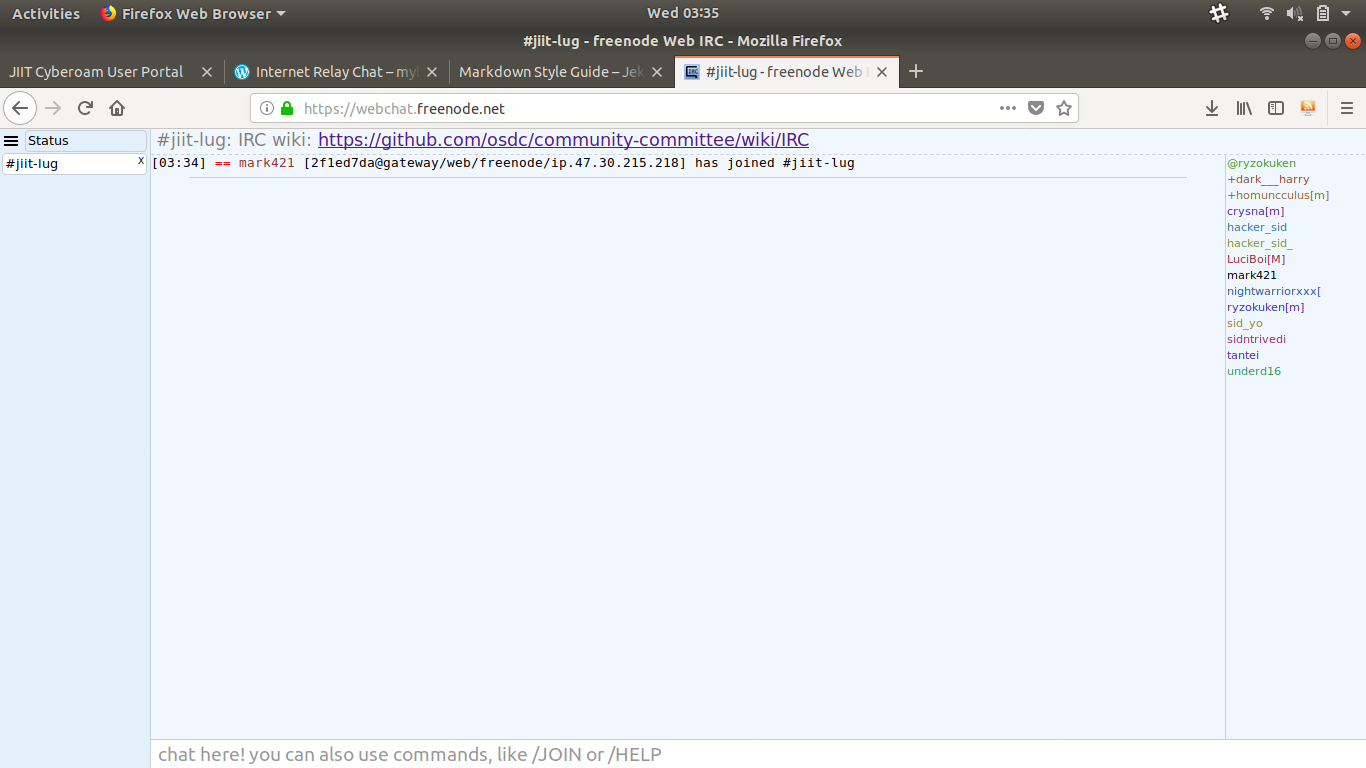 Activities Firefox Web Browser Wed 03:35
#jiit-lug - freenode Web IRC - Mozilla Firefox
JIIT Cyberoam User Portal Internet Relay Chat – myl Markdown Style Guide – Jek #jiit-lug - freenode Web I
https://webchat.freenode.net
Status
#jiit-lug: IRC wiki: https://github.com/osdc/community-committee/wiki/IRC
#jiit-lug x
[03:34] == mark421 [2f1ed7da@gateway/web/freenode/ip.47.30.215.218] has joined #jiit-lug
@ryzokuken
+dark___harry
+homuncculus[m]
crysna[m]
hacker_sid
hacker_sid_
LuciBoi[M]
mark421
nightwarriorxxx[
ryzokuken[m]
sid_yo
sidntrivedi
tantei
underd16
chat here! you can also use commands, like /JOIN or /HELP